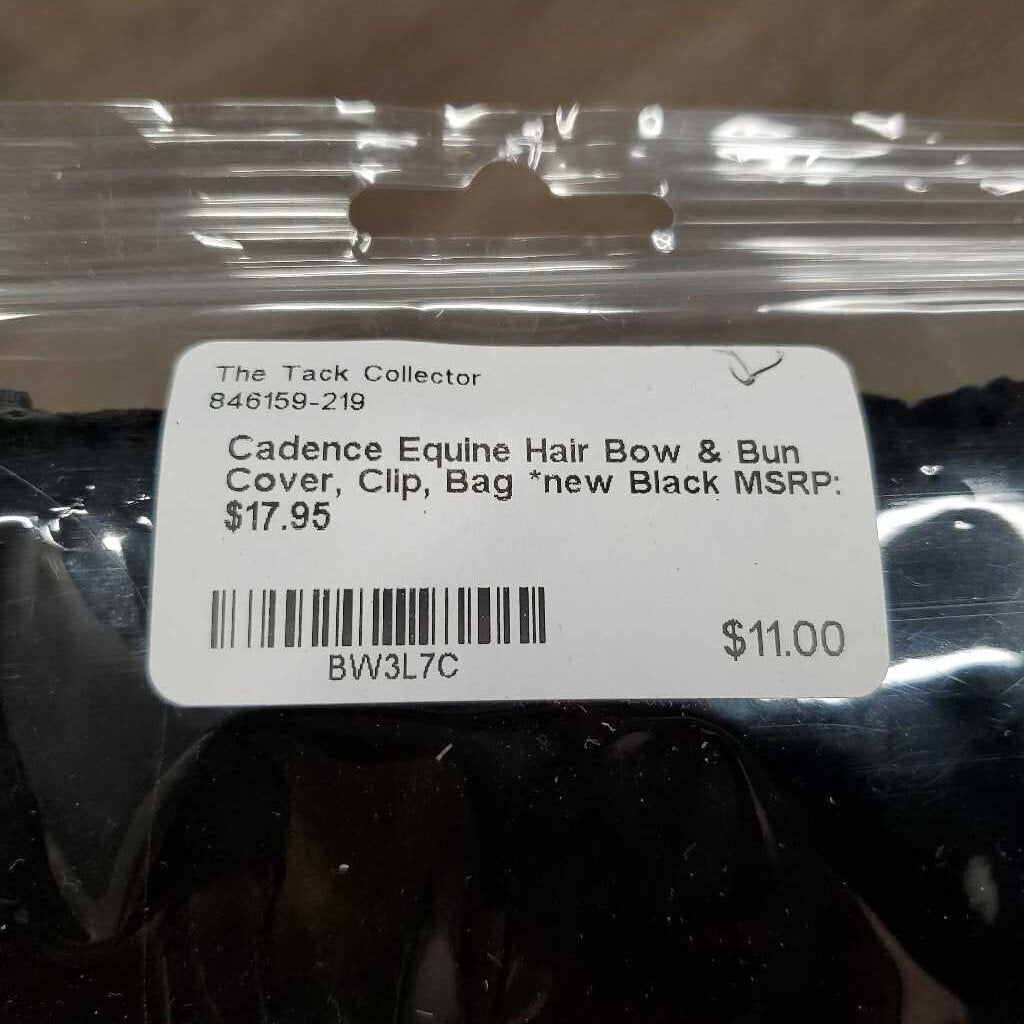 The Tack Collector
846159-219
Cadence Equine Hair Bow & Bun
Cover, Clip, Bag *new Black MSRP:
$17.95
BW3L7C
$11.00